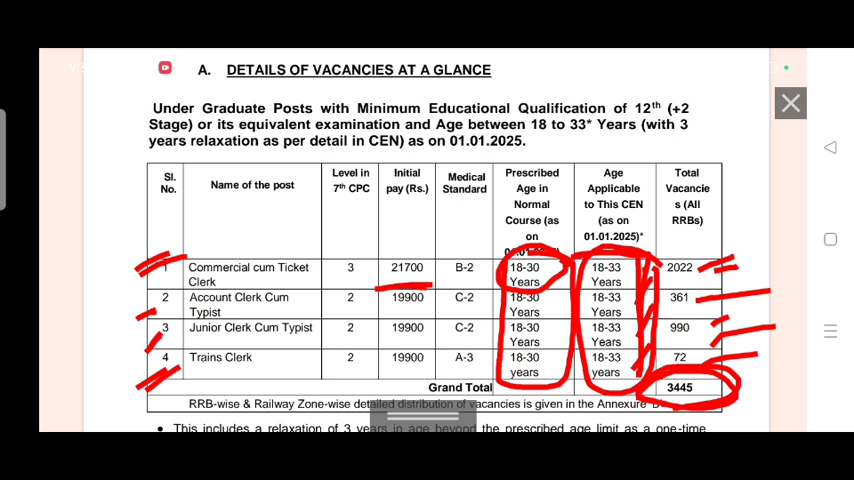 A. DETAILS OF VACANCIES AT A GLANCE
Under Graduate Posts with Minimum Educational Qualification of 12th (+2
Stage) or its equivalent examination and Age between 18 to 33* Years (with 3
years relaxation as per detail in CEN) as on 01.01.2025.
Sl. No. Name of the post Level in 7th CPC Initial pay (Rs.) Medical Standard Prescribed Age in Normal Course (as on Age Applicable to This CEN (as on 01.01.2025)* Total Vacancie s (All RRBs)
1 Commercial cum Ticket Clerk 3 21700 B-2 18-30 Years 18-33 Years 2022
2 Account Clerk Cum Typist 2 19900 C-2 18-30 Years 18-33 Years 361
3 Junior Clerk Cum Typist 2 19900 C-2 18-30 Years 18-33 Years 990
4 Trains Clerk 2 19900 A-3 18-30 years 18-33 years 72
Grand Total 3445
RRB-wise & Railway Zone-wise detailed distribution of vacancies is given in the Annexure
• This includes a relaxation of 3 years in age beyond the prescribed age limit as a one-time